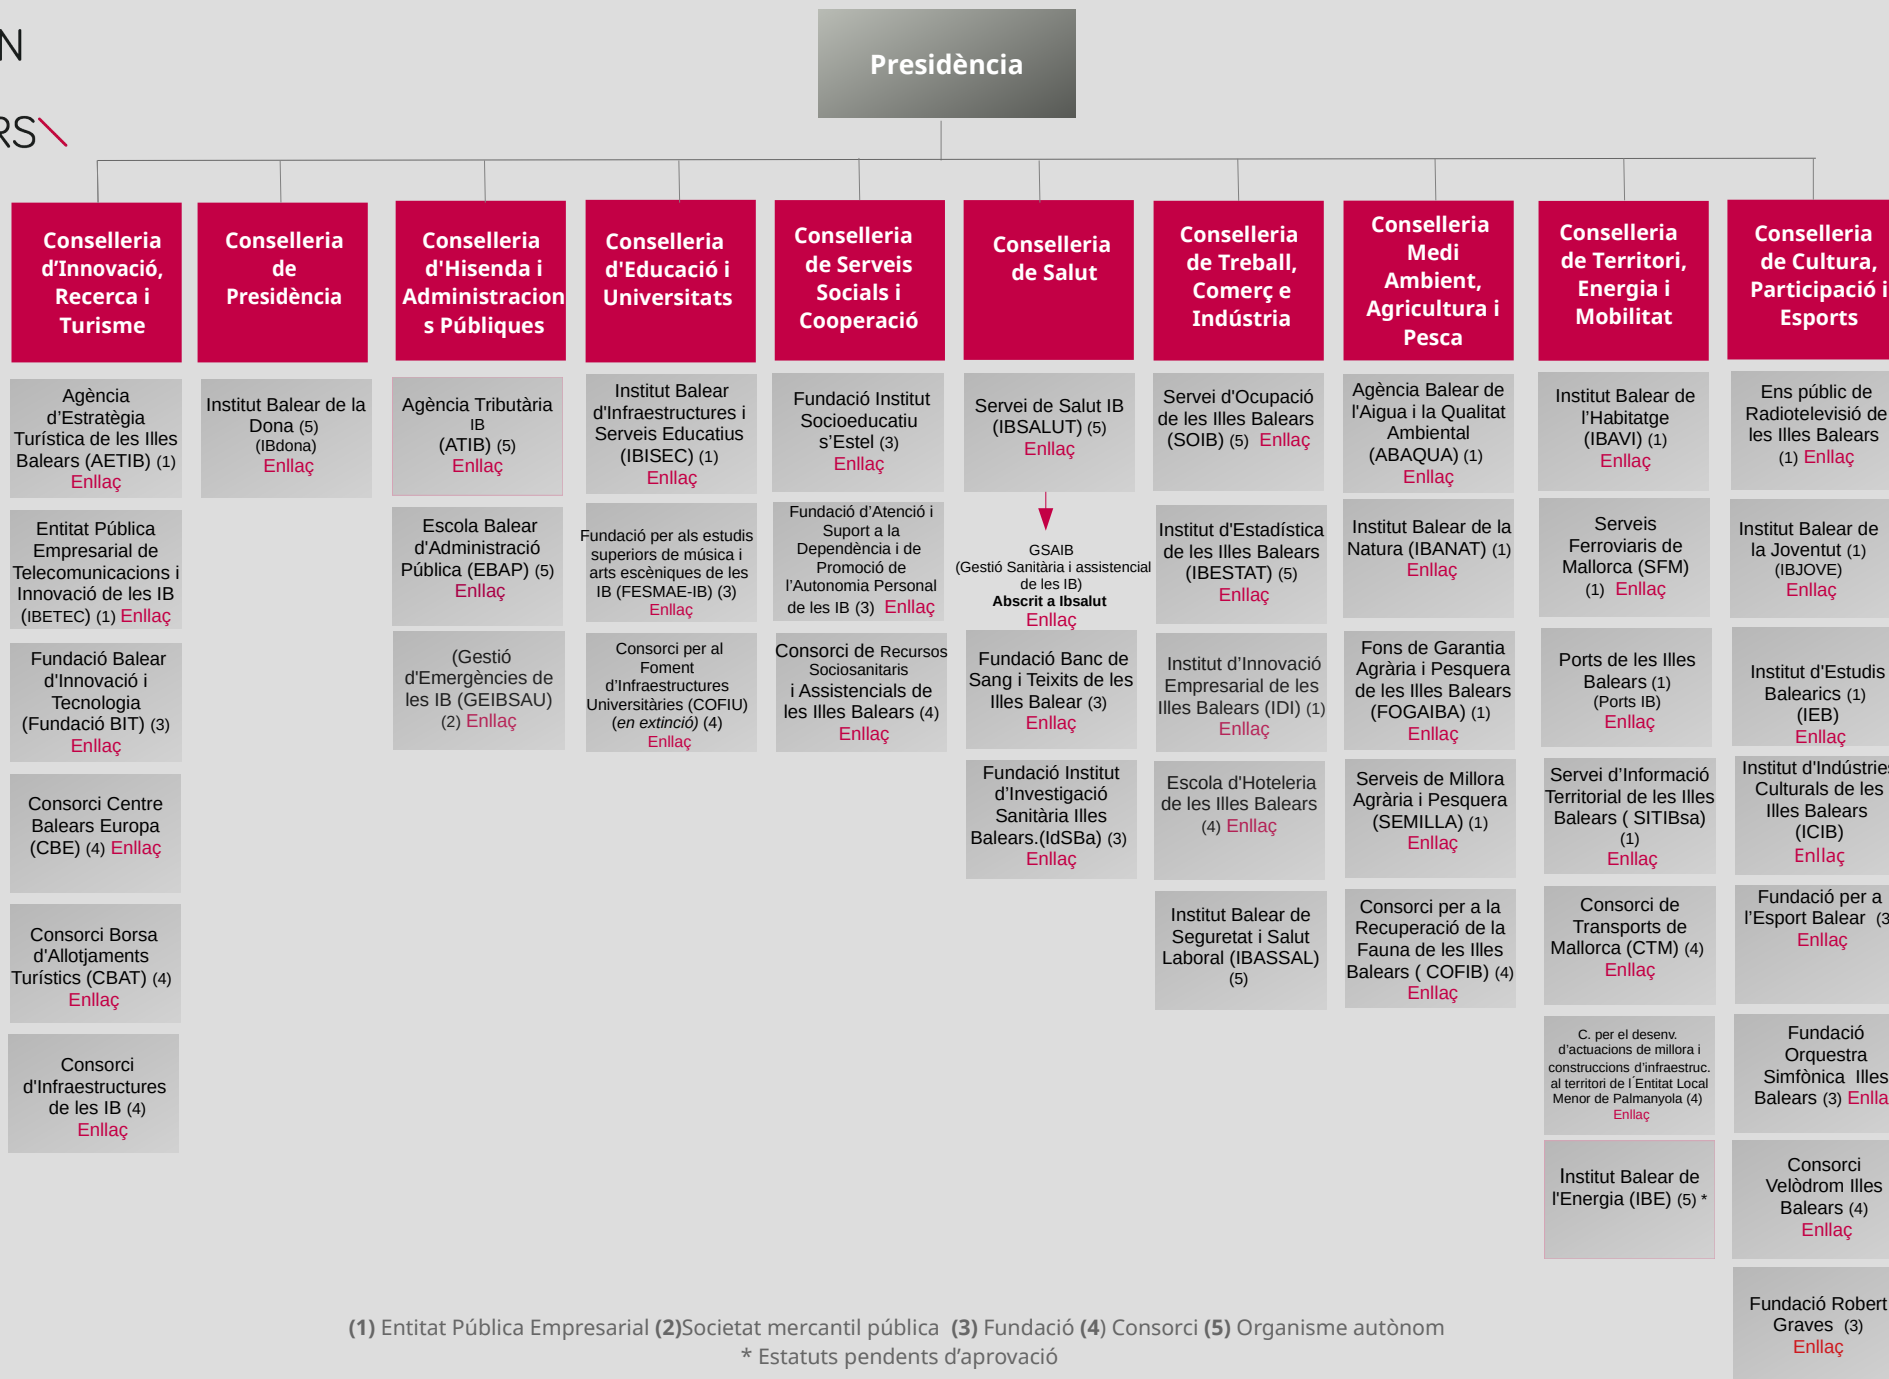 N
RS
Presidència
Conselleria
d’Innovació,
Recerca i
Turisme
Agència
d’Estratègia
Turística de les Illes
Balears (AETIB) (1)
Enllaç
Entitat Pública
Empresarial de
Telecomunicacions i
Innovació de les IB
(IBETEC) (1) Enllaç
Fundació Balear
d'Innovació i
Tecnologia
(Fundació BIT) (3)
Enllaç
Consorci Centre
Balears Europa
(CBE) (4) Enllaç
Consorci Borsa
d'Allotjaments
Turístics (CBAT) (4)
Enllaç
Consorci
d'Infraestructures
de les IB (4)
Enllaç
Conselleria
de
Presidència
Institut Balear de la
Dona (5)
(IBdona)
Enllaç
Conselleria
d'Hisenda i
Administracion
s Públiques
Agència Tributària
IB
(ATIB) (5)
Enllaç
Escola Balear
d'Administració
Pública (EBAP) (5)
Enllaç
(Gestió
d'Emergències de
les IB (GEIBSAU)
(2) Enllaç
Conselleria
d'Educació i
Universitats
Institut Balear
d'Infraestructures i
Serveis Educatius
(IBISEC) (1)
Enllaç
Fundació per als estudis
superiors de música i
arts escèniques de les
IB (FESMAE-IB) (3)
Enllaç
Consorci per al
Foment
d’Infraestructures
Universitàries (COFIU)
(en extinció) (4)
Enllaç
Conselleria
de Serveis
Socials i
Cooperació
Fundació Institut
Socioeducatiu
s’Estel (3)
Enllaç
Fundació d’Atenció i
Suport a la
Dependència i de
Promoció de
l’Autonomia Personal
de les IB (3) Enllaç
Consorci de Recursos
Sociosanitaris
i Assistencials de
les Illes Balears (4)
Enllaç
Conselleria
de Salut
Servei de Salut IB
(IBSALUT) (5)
Enllaç
GSAIB
(Gestió Sanitària i assistencial
de les IB)
Abscrit a Ibsalut
Enllaç
Fundació Banc de
Sang i Teixits de les
Illes Balear (3)
Enllaç
Fundació Institut
d’Investigació
Sanitària Illes
Balears.(IdSBa) (3)
Enllaç
Conselleria
de Treball,
Comerç e
Indústria
Servei d'Ocupació
de les Illes Balears
(SOIB) (5) Enllaç
Institut d'Estadística
de les Illes Balears
(IBESTAT) (5)
Enllaç
Institut d’Innovació
Empresarial de les
Illes Balears (IDI) (1)
Enllaç
Escola d'Hoteleria
de les Illes Balears
(4) Enllaç
Institut Balear de
Seguretat i Salut
Laboral (IBASSAL)
(5)
Conselleria
Medi
Ambient,
Agricultura i
Pesca
Agència Balear de
l'Aigua i la Qualitat
Ambiental
(ABAQUA) (1)
Enllaç
Institut Balear de la
Natura (IBANAT) (1)
Enllaç
Fons de Garantia
Agrària i Pesquera
de les Illes Balears
(FOGAIBA) (1)
Enllaç
Serveis de Millora
Agrària i Pesquera
(SEMILLA) (1)
Enllaç
Consorci per a la
Recuperació de la
Fauna de les Illes
Balears ( COFIB) (4)
Enllaç
Conselleria
de Territori,
Energia i
Mobilitat
Institut Balear de
l’Habitatge
(IBAVI) (1)
Enllaç
Serveis
Ferroviaris de
Mallorca (SFM)
(1) Enllaç
Ports de les Illes
Balears (1)
(Ports IB)
Enllaç
Servei d’Informació
Territorial de les Illes
Balears ( SITIBsa)
(1)
Enllaç
Consorci de
Transports de
Mallorca (CTM) (4)
Enllaç
C. per el desenv.
d’actuacions de millora i
construccions d’infraestruc.
al territori de l´Entitat Local
Menor de Palmanyola (4)
Enllaç
Institut Balear de
l'Energia (IBE) (5) *
Conselleria
de Cultura,
Participació i
Esports
Ens públic de
Radiotelevisió de
les Illes Balears
(1) Enllaç
Institut Balear de
la Joventut (1)
(IBJOVE)
Enllaç
Institut d'Estudis
Balearics (1)
(IEB)
Enllaç
Institut d'Indústries
Culturals de les
Illes Balears
(ICIB)
Enllaç
Fundació per a
l’Esport Balear (3
Enllaç
Fundació
Orquestra
Simfònica Illes
Balears (3) Enlla
Consorci
Velòdrom Illes
Balears (4)
Enllaç
Fundació Robert
Graves (3)
Enllaç
(1) Entitat Pública Empresarial (2)Societat mercantil pública (3) Fundació (4) Consorci (5) Organisme autònom
* Estatuts pendents d’aprovació